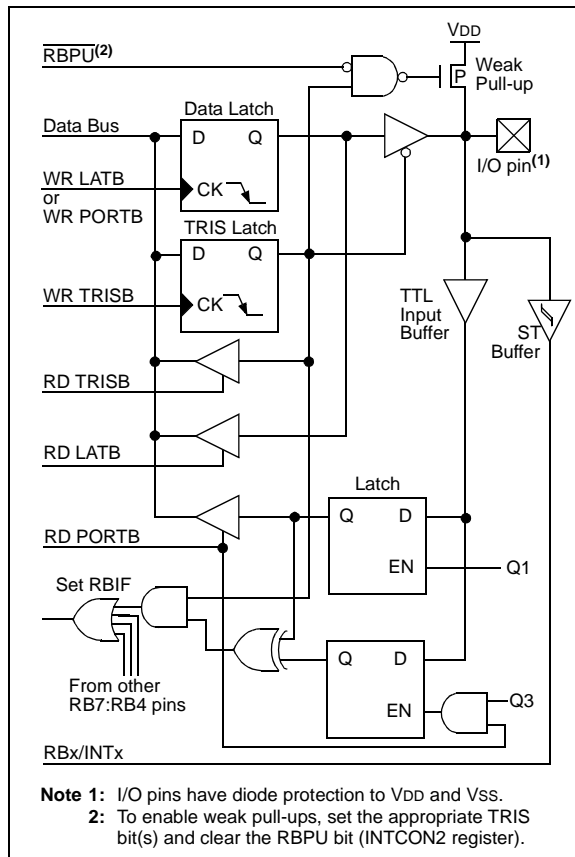 RBPU(2)
VDD
P
Weak
Pull-up
Data Latch
Data Bus
D
Q
I/O pin(1)
WR LATB
or
WR PORTB
CK
TRIS Latch
D
Q
WR TRISB
CK
TTL
Input
Buffer
ST
Buffer
RD TRISB
RD LATB
Latch
Q
D
RD PORTB
EN
Q1
Set RBIF
Q
D
EN
Q3
From other
RB7:RB4 pins
RBx/INTx
Note 1: I/O pins have diode protection to VDD and VSS.
2: To enable weak pull-ups, set the appropriate TRIS
bit(s) and clear the RBPU bit (INTCON2 register).